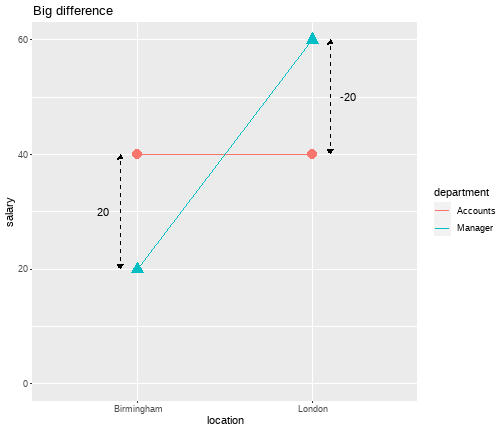 Big difference
60
40
20
0
salary
20
-20
Birmingham
London
location
department
Accounts
Manager